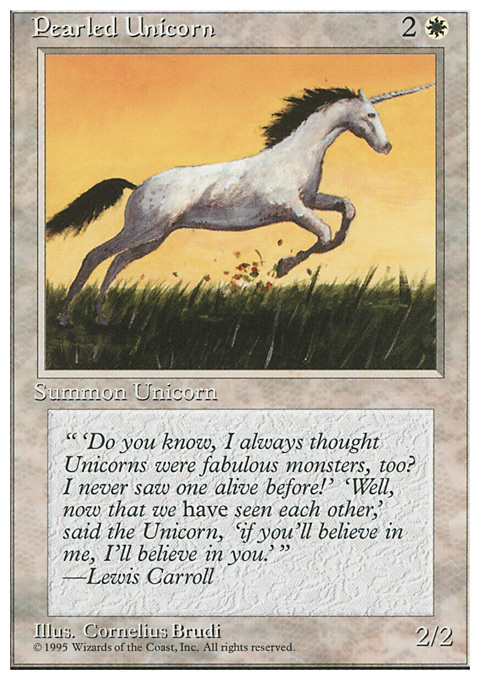 Pearled Unicorn 2
Summon Unicorn
“ ‘Do you know, I always thought
Unicorns were fabulous monsters, too?
I never saw one alive before!’ ‘Well,
now that we have seen each other,’
said the Unicorn, ‘if you’ll believe in
me, I’ll believe in you.’ ”
—Lewis Carroll
Illus. Cornelius Brudi
© 1995 Wizards of the Coast, Inc. All rights reserved.
2/2